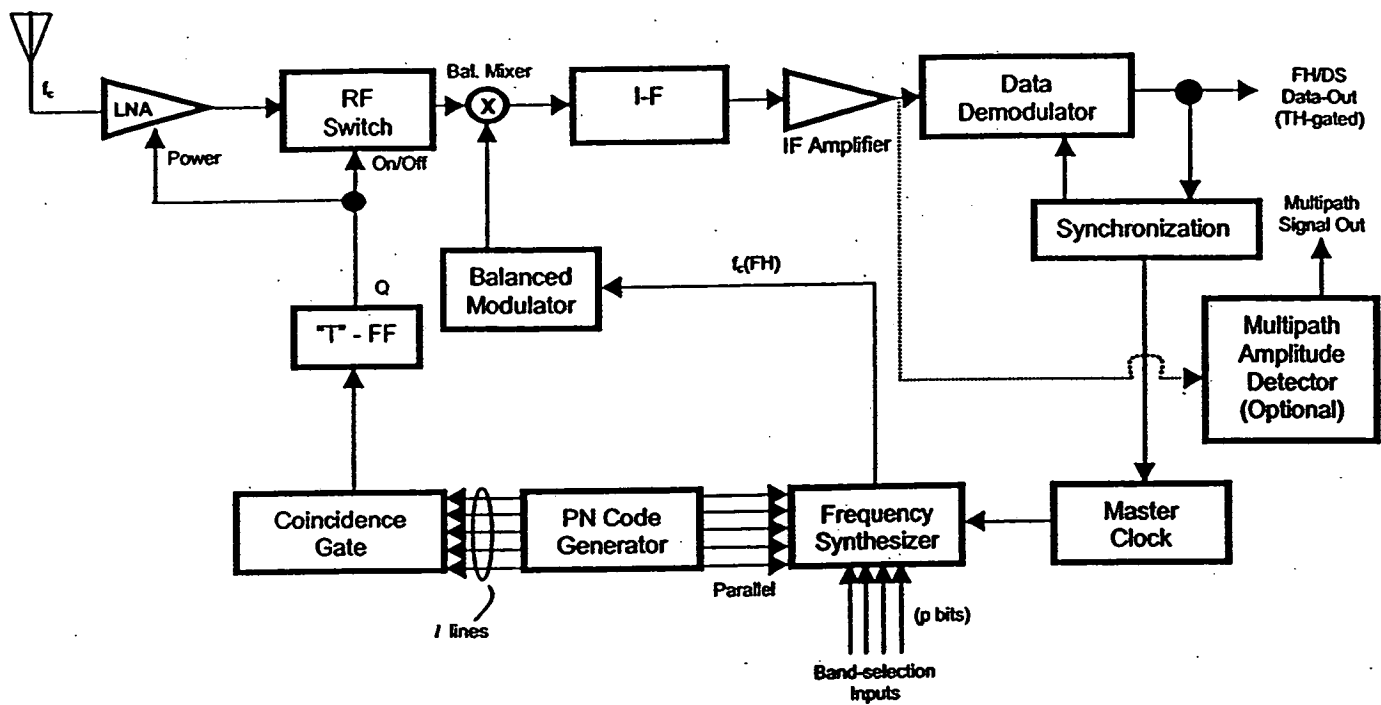 f_c
LNA
Power
RF
Switch
On/Off
Bal. Mixer
X
I-F
IF Amplifier
Data
Demodulator
FH/DS
Data-Out
(TH-gated)
Synchronization
Multipath
Signal Out
Q
"T" - FF
Balanced
Modulator
f_c(FH)
Multipath
Amplitude
Detector
(Optional)
Coincidence
Gate
PN Code
Generator
Frequency
Synthesizer
Master
Clock
l lines
Parallel
(p bits)
Band-selection
Inputs